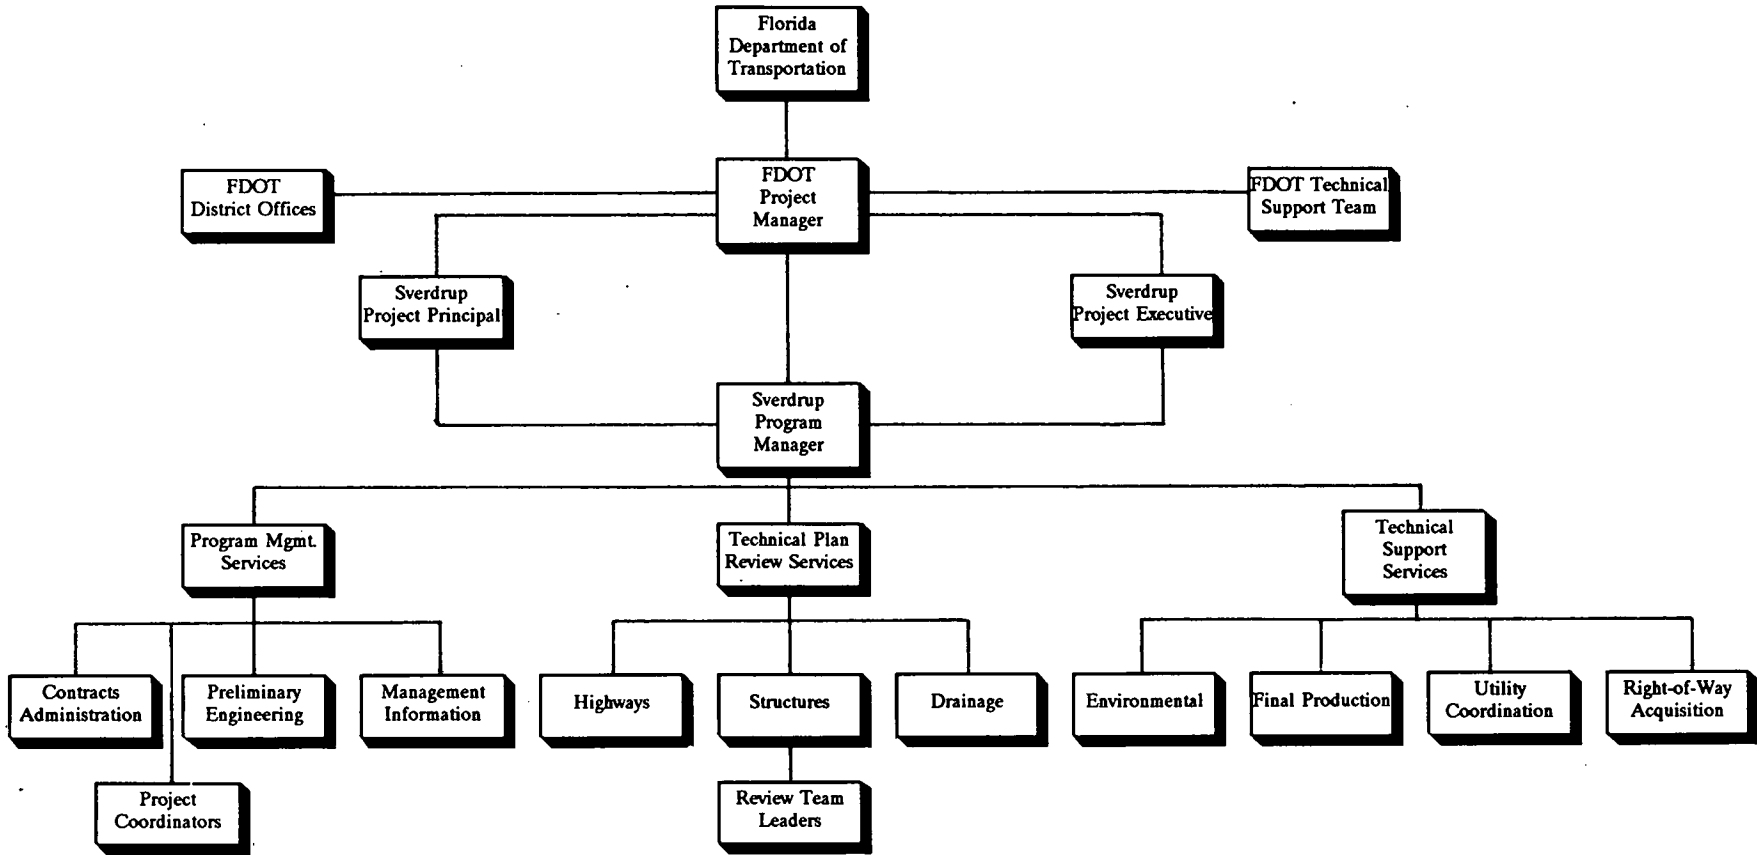 Florida
Department of
Transportation
FDOT
District Offices
FDOT
Project
Manager
FDOT Technical
Support Team
Sverdrup
Project Principal
Sverdrup
Project Executive
Sverdrup
Program
Manager
Program Mgmt.
Services
Technical Plan
Review Services
Technical
Support
Services
Contracts
Administration
Preliminary
Engineering
Management
Information
Highways
Structures
Drainage
Environmental
Final Production
Utility
Coordination
Right-of-Way
Acquisition
Project
Coordinators
Review Team
Leaders